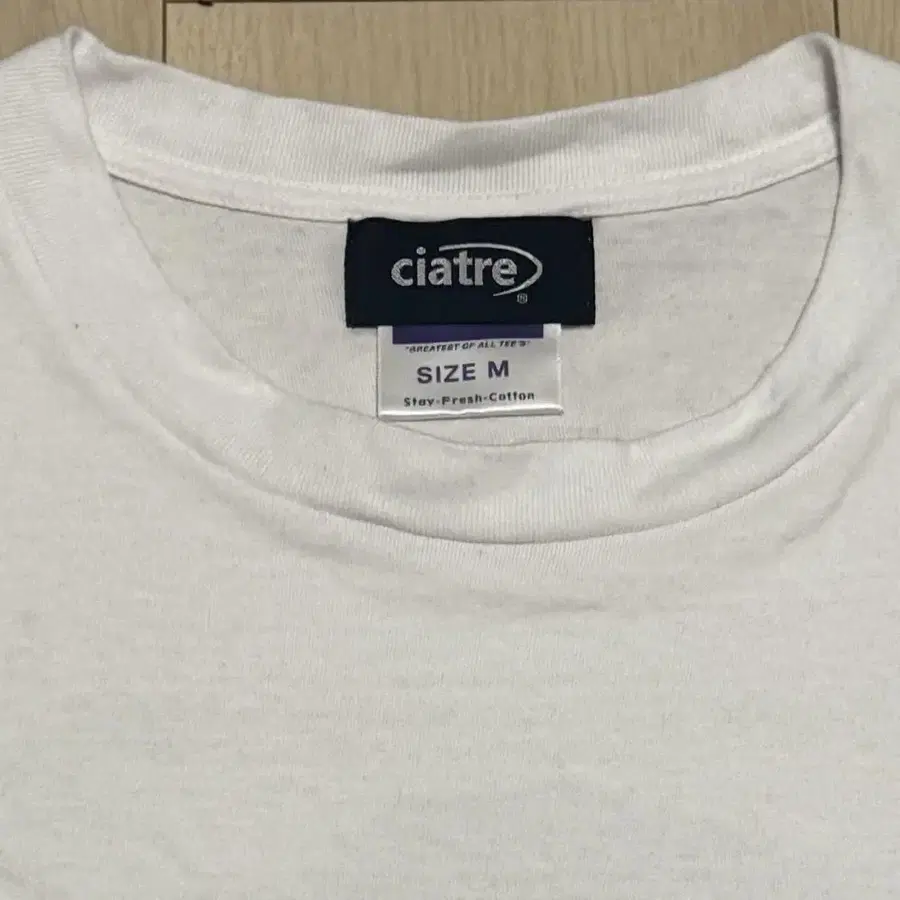 ciatre
®
"GREATEST OF ALL TEE'S"
SIZE M
Stay-Fresh-Cotton